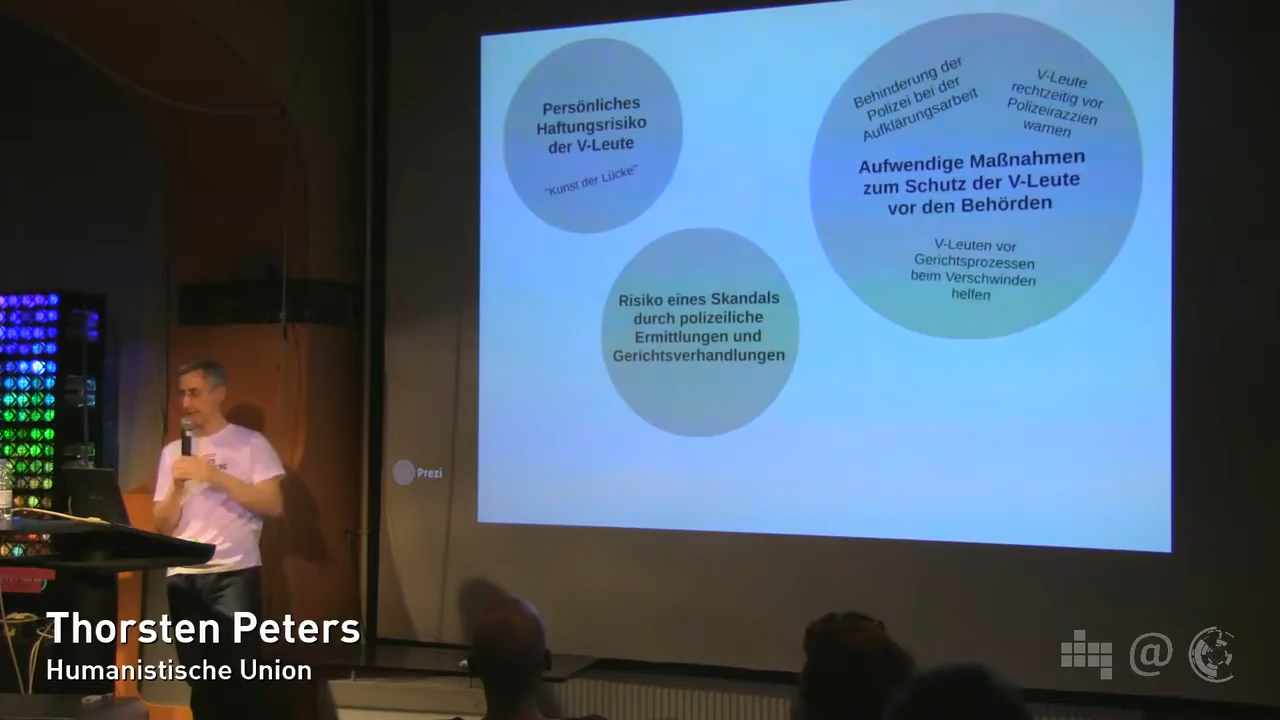 Persönliches
Haftungsrisiko
der V-Leute
"Kunst der Lücke"
Behinderung der
Polizei bei der
Aufklärungsarbeit
V-Leute
rechtzeitig vor
Polizeirazzien
warnen
Aufwendige Maßnahmen
zum Schutz der V-Leute
vor den Behörden
V-Leuten vor
Gerichtsprozessen
beim Verschwinden
helfen
Risiko eines Skandals
durch polizeiliche
Ermittlungen und
Gerichtsverhandlungen
Prezi
Thorsten Peters
Humanistische Union
@